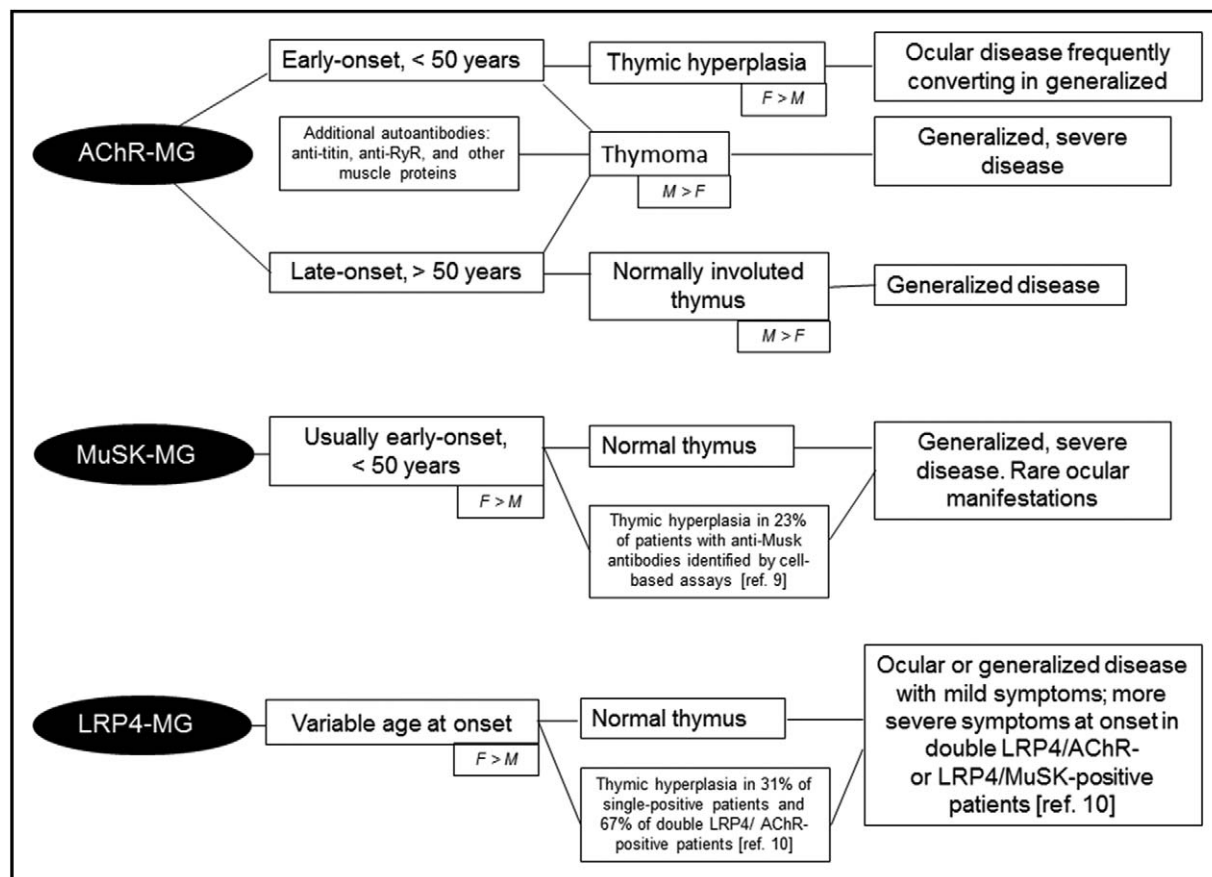 Early-onset, < 50 years
Thymic hyperplasia
F > M
Ocular disease frequently
converting in generalized
AChR-MG
Additional autoantibodies:
anti-titin, anti-RyR, and other
muscle proteins
Thymoma
M > F
Generalized, severe
disease
Late-onset, > 50 years
Normally involuted
thymus
M > F
Generalized disease
MuSK-MG
Usually early-onset,
< 50 years
F > M
Normal thymus
Thymic hyperplasia in 23%
of patients with anti-Musk
antibodies identified by cell-
based assays [ref. 9]
Generalized, severe
disease. Rare ocular
manifestations
LRP4-MG
Variable age at onset
F > M
Normal thymus
Thymic hyperplasia in 31% of
single-positive patients and
67% of double LRP4/ AChR-
positive patients [ref. 10]
Ocular or generalized disease
with mild symptoms; more
severe symptoms at onset in
double LRP4/AChR-
or LRP4/MuSK-positive
patients [ref. 10]